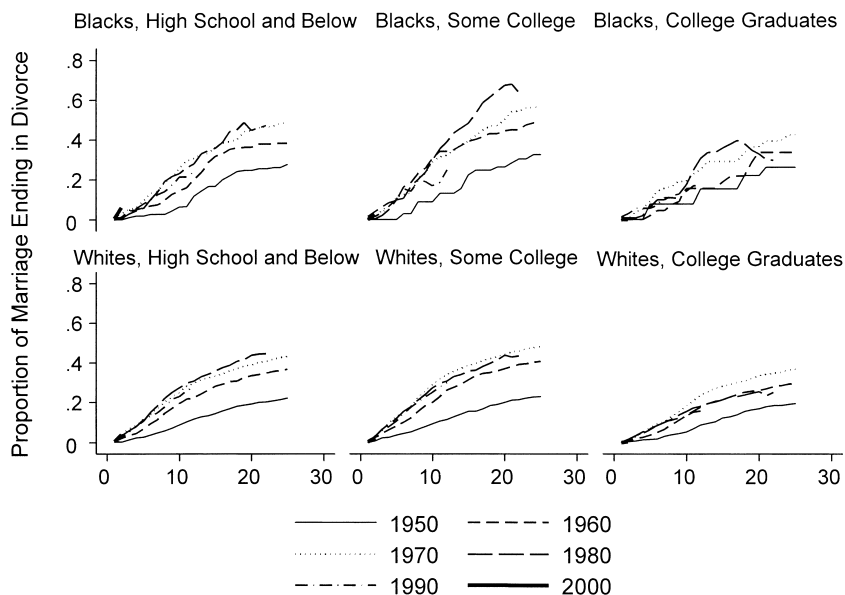 Blacks, High School and Below
Blacks, Some College
Blacks, College Graduates
Proportion of Marriage Ending in Divorce
.8
.6
.4
.2
0
Whites, High School and Below
Whites, Some College
Whites, College Graduates
.8
.6
.4
.2
0
0 10 20 30
0 10 20 30
0 10 20 30
1950 1960
1970 1980
1990 2000